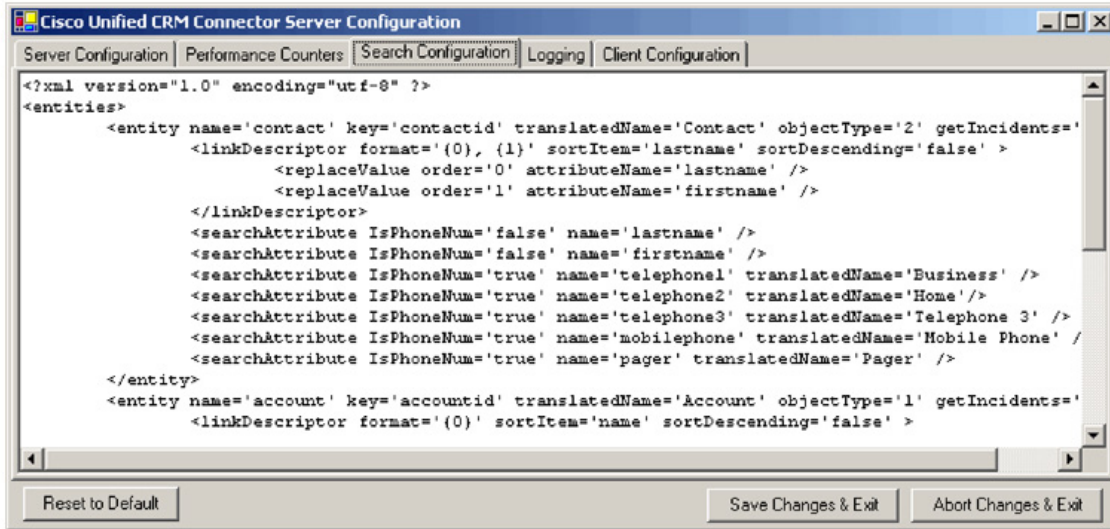 Cisco Unified CRM Connector Server Configuration
Server Configuration Performance Counters Search Configuration Logging Client Configuration
<?xml version="1.0" encoding="utf-8" ?>
<entities>
<entity name='contact' key='contactid' translatedName='Contact' objectType='2' getIncidents='
<linkDescriptor format='{0}, {1}' sortItem='lastname' sortDescending='false' >
<replaceValue order='0' attributeName='lastname' />
<replaceValue order='1' attributeName='firstname' />
</linkDescriptor>
<searchAttribute IsPhoneNum='false' name='lastname' />
<searchAttribute IsPhoneNum='false' name='firstname' />
<searchAttribute IsPhoneNum='true' name='telephone1' translatedName='Business' />
<searchAttribute IsPhoneNum='true' name='telephone2' translatedName='Home'/>
<searchAttribute IsPhoneNum='true' name='telephone3' translatedName='Telephone 3' />
<searchAttribute IsPhoneNum='true' name='mobilephone' translatedName='Mobile Phone' /
<searchAttribute IsPhoneNum='true' name='pager' translatedName='Pager' />
</entity>
<entity name='account' key='accountid' translatedName='Account' objectType='1' getIncidents='
<linkDescriptor format='{0}' sortItem='name' sortDescending='false' >
Reset to Default Save Changes & Exit Abort Changes & Exit